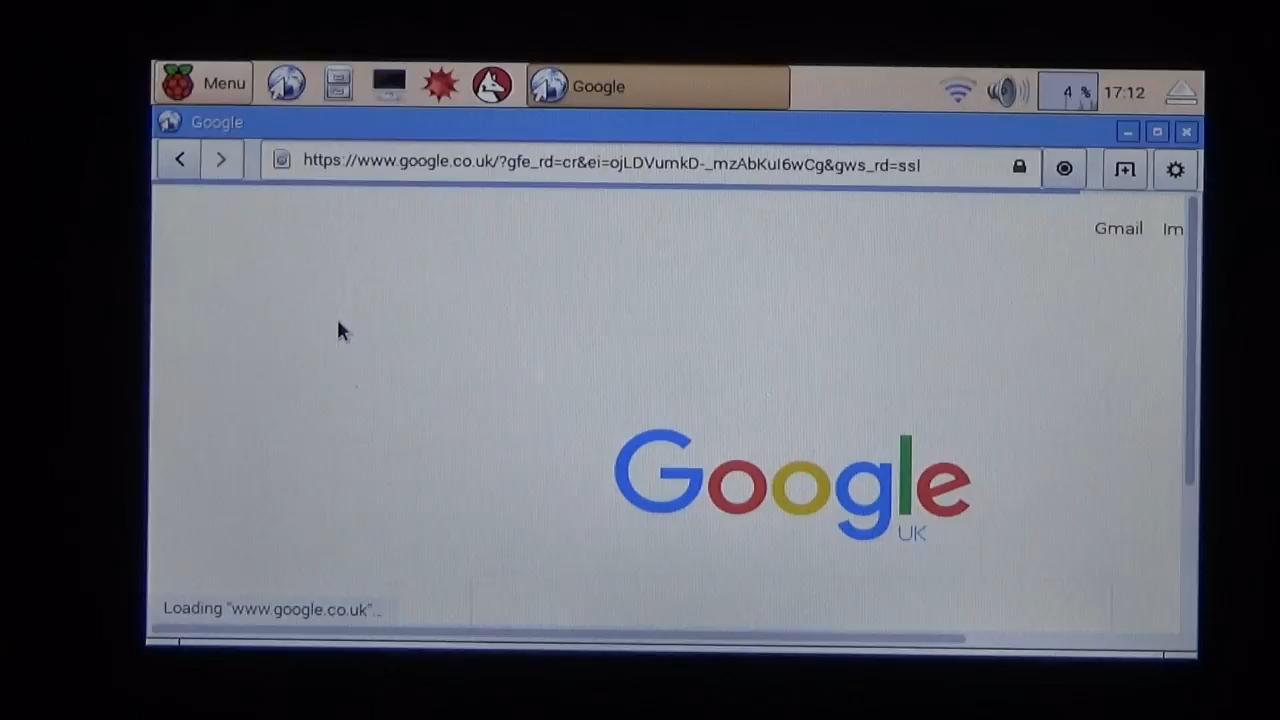 Menu
Google
4 %
17:12
Google
https://www.google.co.uk/?gfe_rd=cr&ei=ojLDVumkD-_mzAbKuI6wCg&gws_rd=ssl
Gmail Im
Google
UK
Loading "www.google.co.uk"...